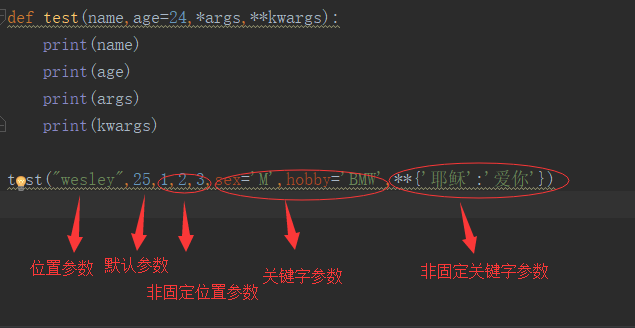 def test(name,age=24,*args,**kwargs):
print(name)
print(age)
print(args)
print(kwargs)
test("wesley",25,1,2,3,sex='M',hobby='BMW',**{'耶稣':'爱你'})
位置参数 默认参数 非固定位置参数 关键字参数 非固定关键字参数